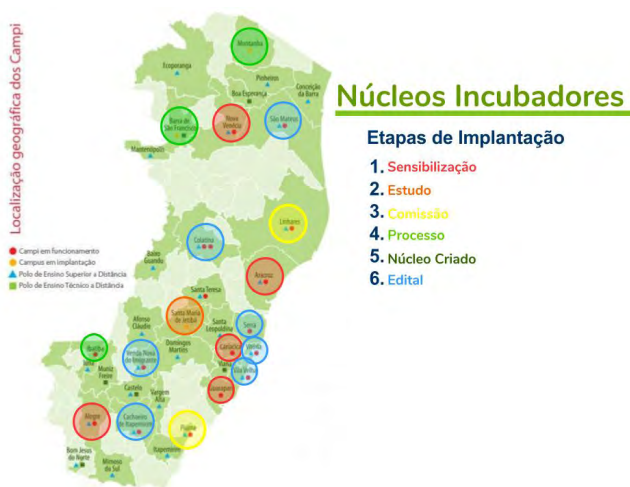 Localização geográfica dos Campi
Montanha
Ecoporanga
Pinheiros
Conceição
da Barra
Boa Esperança
Barra de
São Francisco
Nova
Venécia
São Mateus
Mantenópolis
Linhares
Colatina
Baixo
Guandu
Aracruz
Santa Teresa
Santa Maria
de Jetibá
Afonso
Cláudio
Santa
Leopoldina
Serra
Cariacica
Vitória
Viana
Vila Velha
Domingos
Martins
Venda Nova
do Imigrante
Ibatiba
Iúna
Muniz
Freire
Castelo
Vargem
Alta
Guarapari
Alegre
Cachoeiro
de Itapemirim
Piúma
Itapemirim
Bom Jesus
do Norte
Mimoso
do Sul
Campi em funcionamento
Campus em implantação
Polo de Ensino Superior a Distância
Polo de Ensino Técnico a Distância
Núcleos Incubadores
Etapas de Implantação
1. Sensibilização
2. Estudo
3. Comissão
4. Processo
5. Núcleo Criado
6. Edital